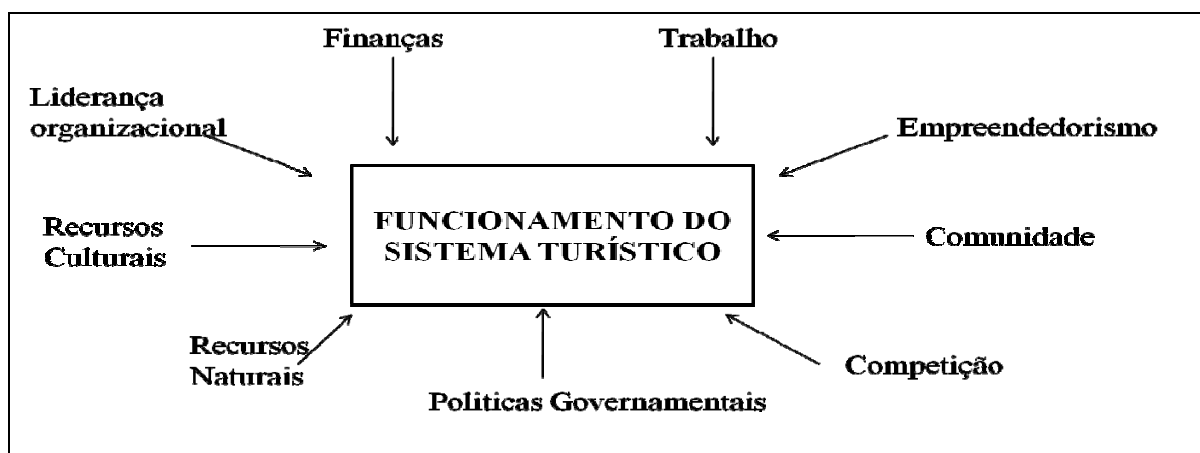 Finanças
Trabalho
Liderança
organizacional
Empreendedorismo
FUNCIONAMENTO DO
SISTEMA TURÍSTICO
Recursos
Culturais
Comunidade
Recursos
Naturais
Competição
Politicas Governamentais